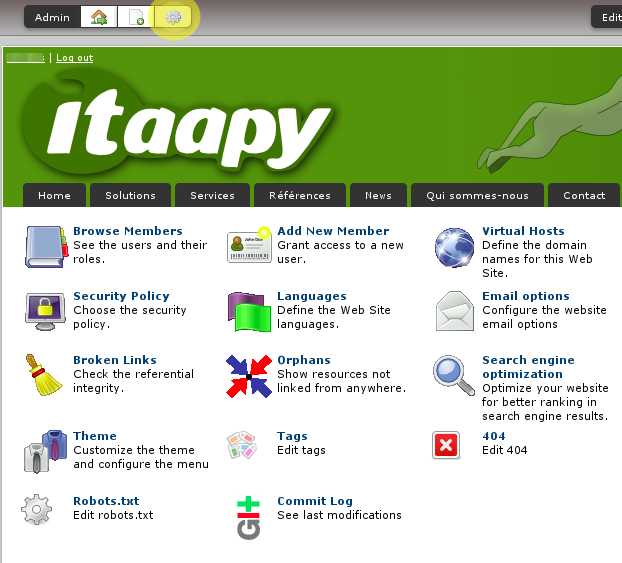 Admin
Edit
| Log out
itaapy
Home Solutions Services Références News Qui sommes-nous Contact
Browse Members
See the users and their
roles.
Add New Member
Grant access to a new
user.
Virtual Hosts
Define the domain
names for this Web
Site.
Security Policy
Choose the security
policy.
Languages
Define the Web Site
languages.
Email options
Configure the website
email options
Broken Links
Check the referential
integrity.
Orphans
Show resources not
linked from anywhere.
Search engine
optimization
Optimize your website
for better ranking in
search engine results.
Theme
Customize the theme
and configure the menu
Tags
Edit tags
404
Edit 404
Robots.txt
Edit robots.txt
Git
Commit Log
See last modifications